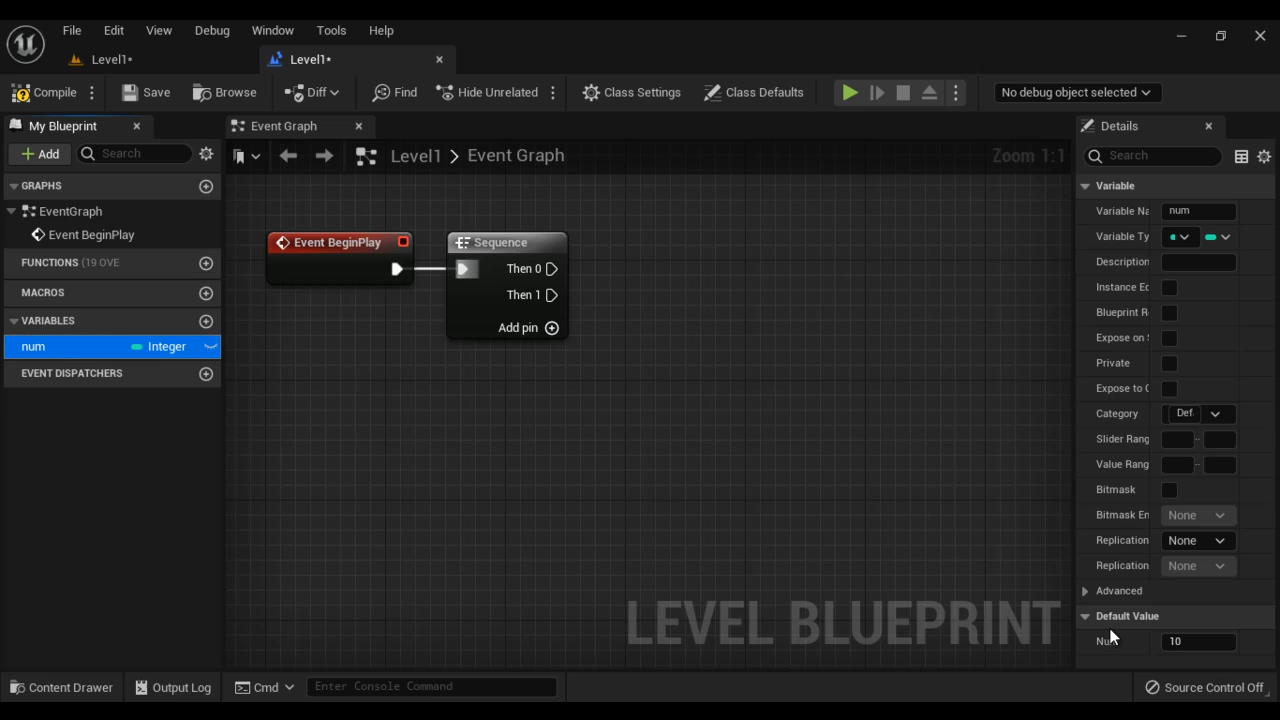 File Edit View Debug Window Tools Help
Level1* Level1*
Compile Save Browse Diff Find Hide Unrelated Class Settings Class Defaults No debug object selected
My Blueprint Event Graph Details
Add Search Level1 > Event Graph Zoom 1:1 Search
GRAPHS Variable
EventGraph Variable Na num
Event BeginPlay Event BeginPlay Sequence Variable Ty
FUNCTIONS (19 OVE Then 0 Description
MACROS Then 1 Instance Ed
VARIABLES Add pin Blueprint R
num Integer Expose on S
EVENT DISPATCHERS Private
Expose to C
Category Def
Slider Rang
Value Rang
Bitmask
Bitmask En None
Replication None
Replication None
Advanced
LEVEL BLUEPRINT Default Value
10
Content Drawer Output Log Cmd Enter Console Command Source Control Off